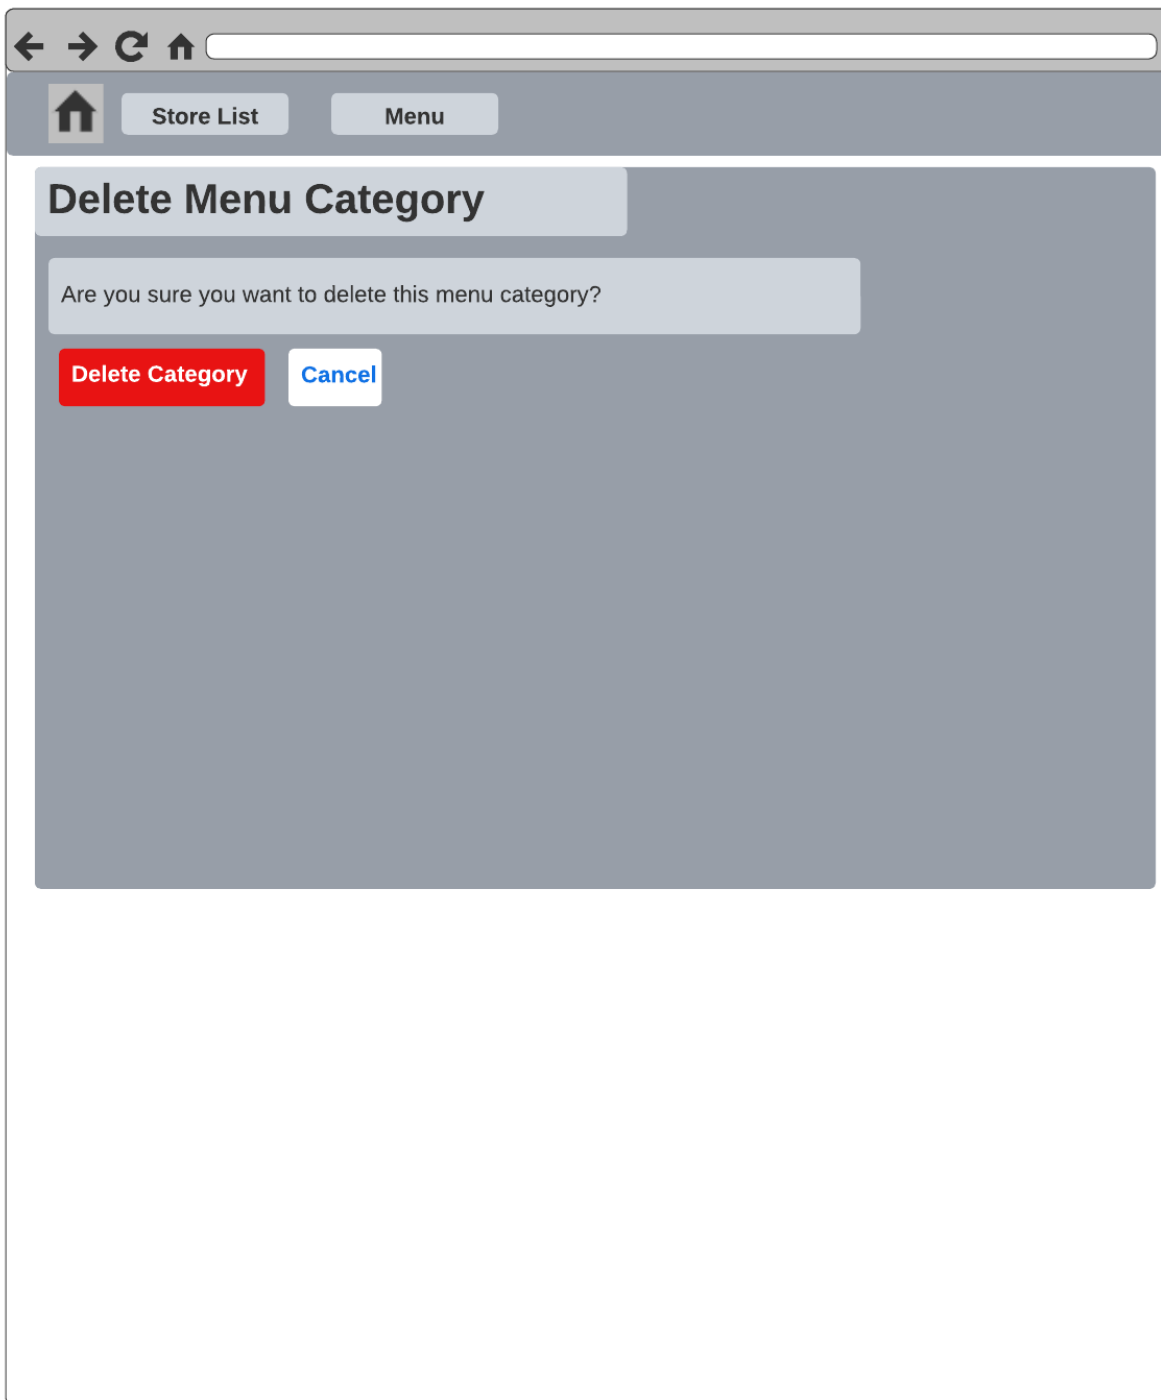 Store List
Menu
Delete Menu Category
Are you sure you want to delete this menu category?
Delete Category
Cancel